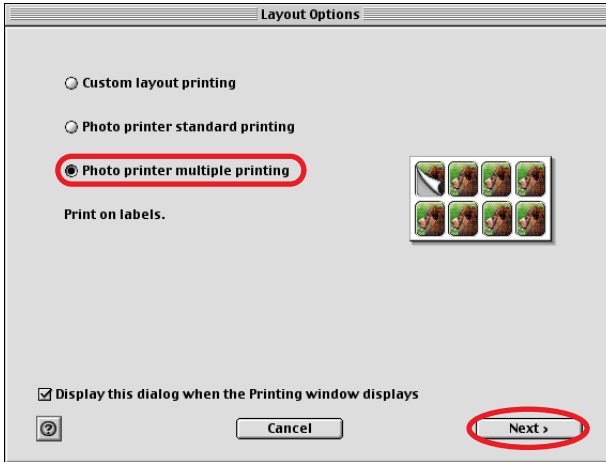 Layout Options
Custom layout printing
Photo printer standard printing
Photo printer multiple printing
Print on labels.
Display this dialog when the Printing window displays
?
Cancel
Next ›